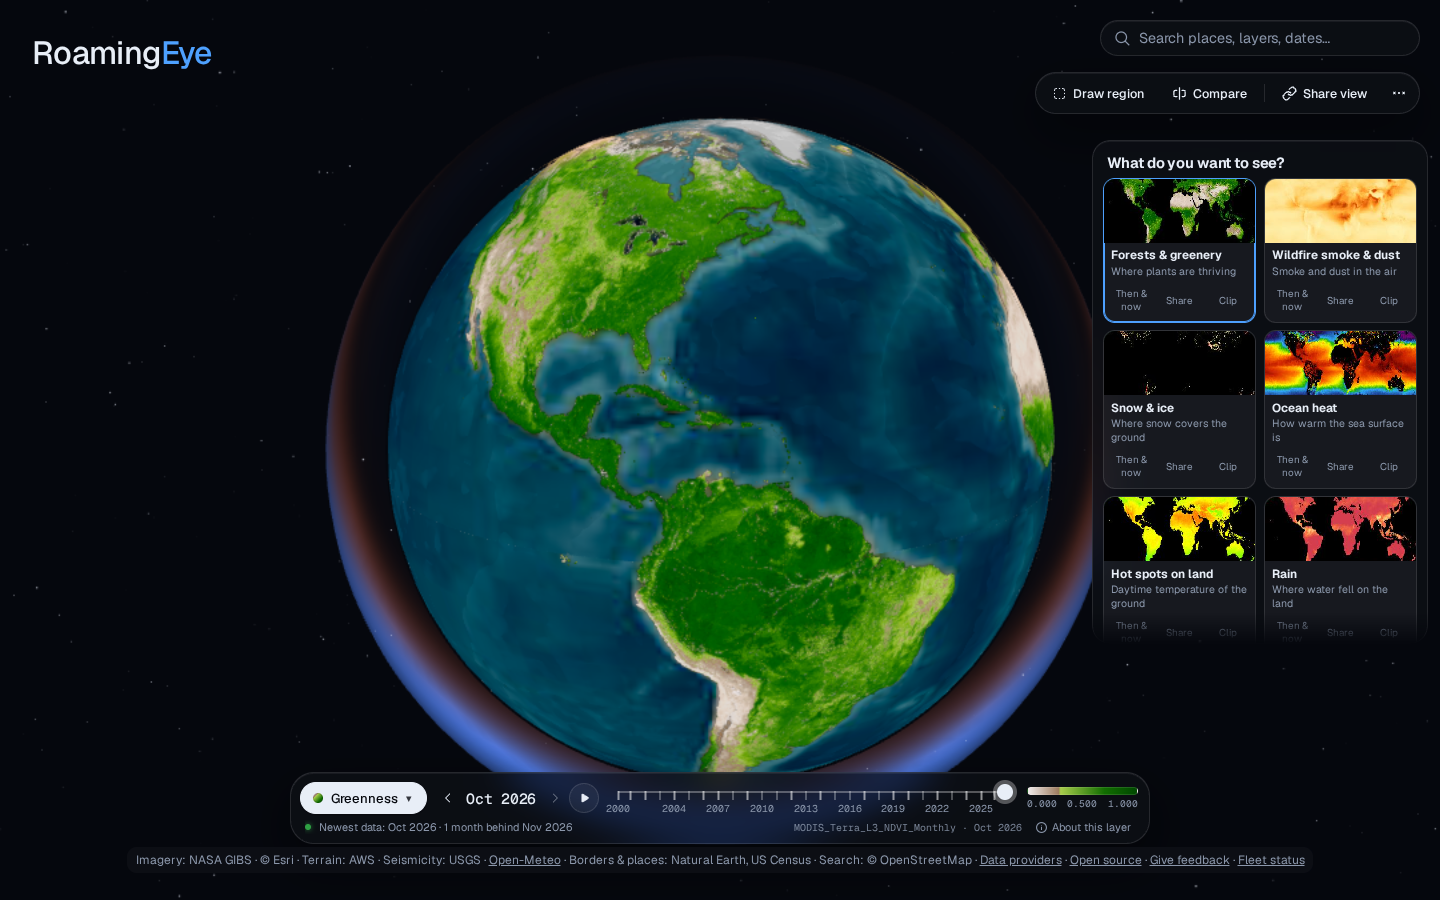 RoamingEye
Search places, layers, dates...
Draw region
Compare
Share view
What do you want to see?
Forests & greenery
Where plants are thriving
Then & now
Share
Clip
Wildfire smoke & dust
Smoke and dust in the air
Then & now
Share
Clip
Snow & ice
Where snow covers the ground
Then & now
Share
Clip
Ocean heat
How warm the sea surface is
Then & now
Share
Clip
Hot spots on land
Daytime temperature of the ground
Then & now
Share
Clip
Rain
Where water fell on the land
Then & now
Share
Clip
Greenness
Oct 2026
2000 2004 2007 2010 2013 2016 2019 2022 2025
0.000 0.500 1.000
Newest data: Oct 2026 · 1 month behind Nov 2026
MODIS_Terra_L3_NDVI_Monthly · Oct 2026
About this layer
Imagery: NASA GIBS · © Esri · Terrain: AWS · Seismicity: USGS · Open-Meteo · Borders & places: Natural Earth, US Census · Search: © OpenStreetMap · Data providers · Open source · Give feedback · Fleet status